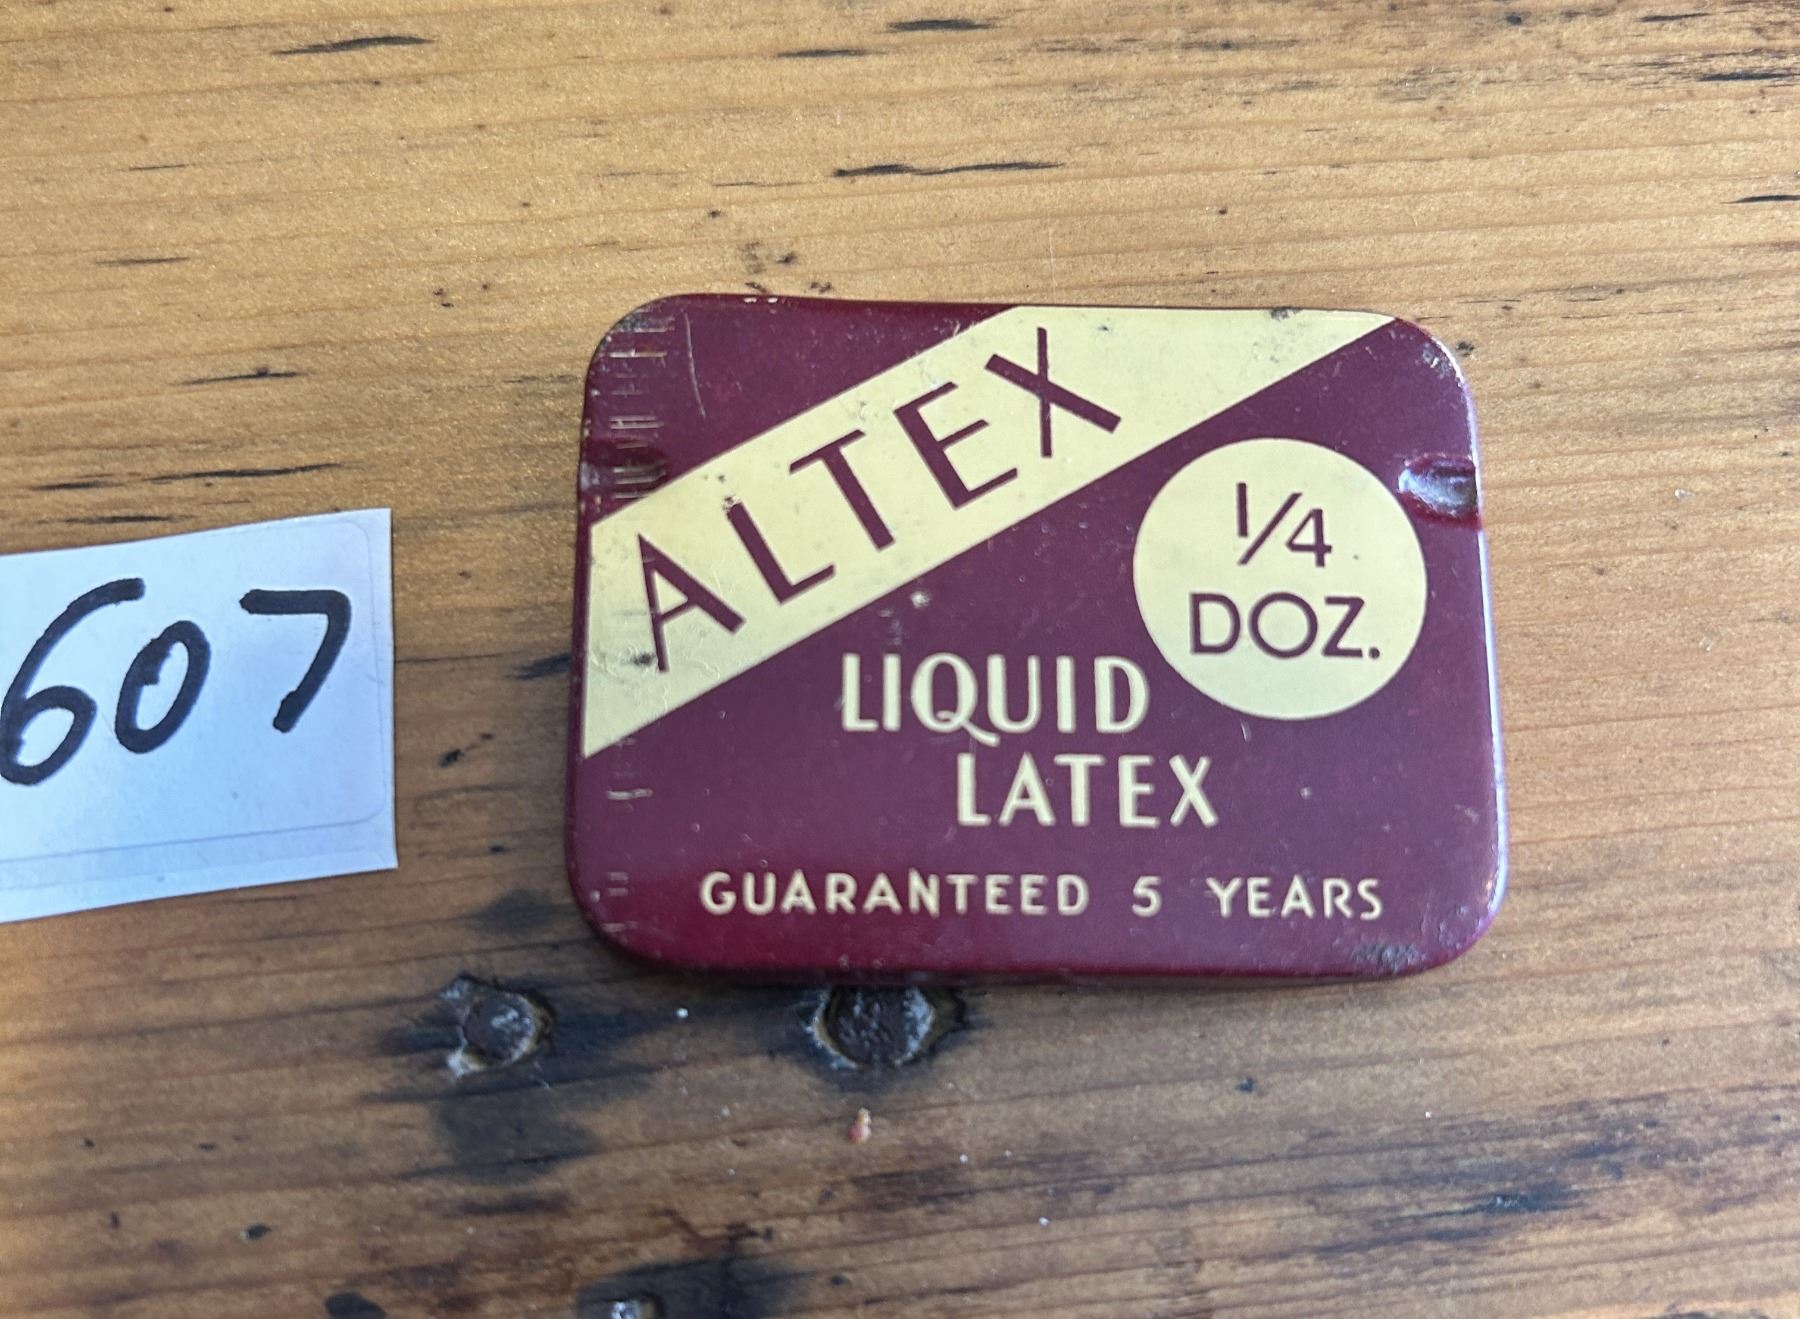 607
ALTEX
1/4
DOZ.
LIQUID
LATEX
GUARANTEED 5 YEARS